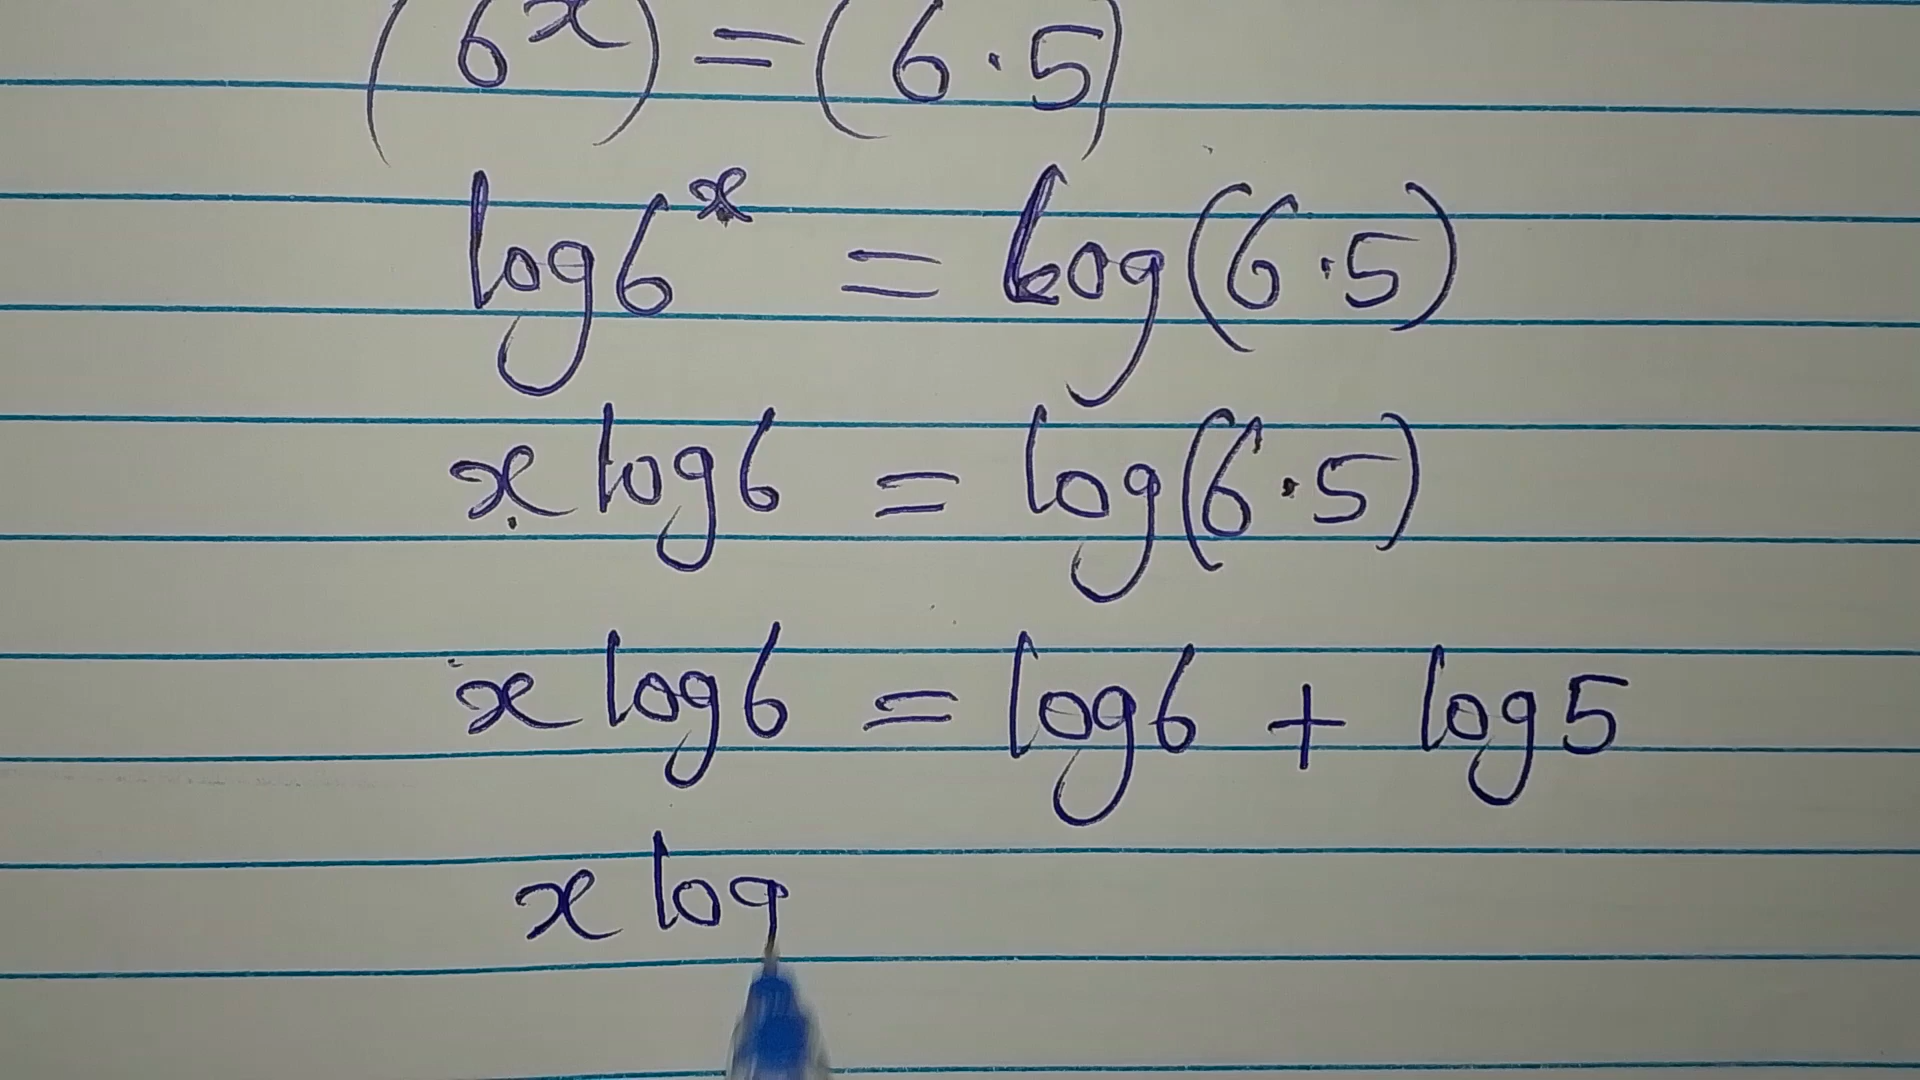 (6^x) = (6·5)
log6^x = log(6·5)
x log6 = log(6·5)
x log6 = log6 + log5
x log